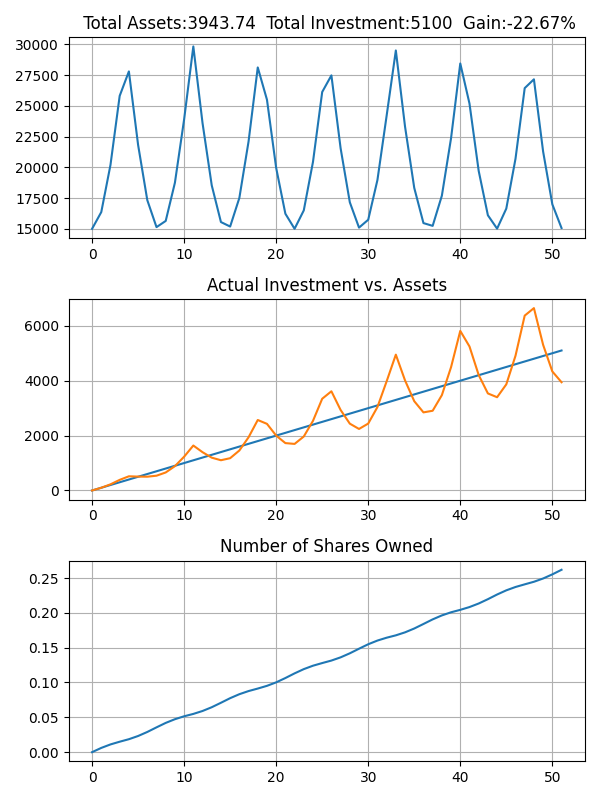 Total Assets:3943.74  Total Investment:5100  Gain:-22.67%
30000
27500
25000
22500
20000
17500
15000
0 10 20 30 40 50
Actual Investment vs. Assets
6000
4000
2000
0
0 10 20 30 40 50
Number of Shares Owned
0.25
0.20
0.15
0.10
0.05
0.00
0 10 20 30 40 50